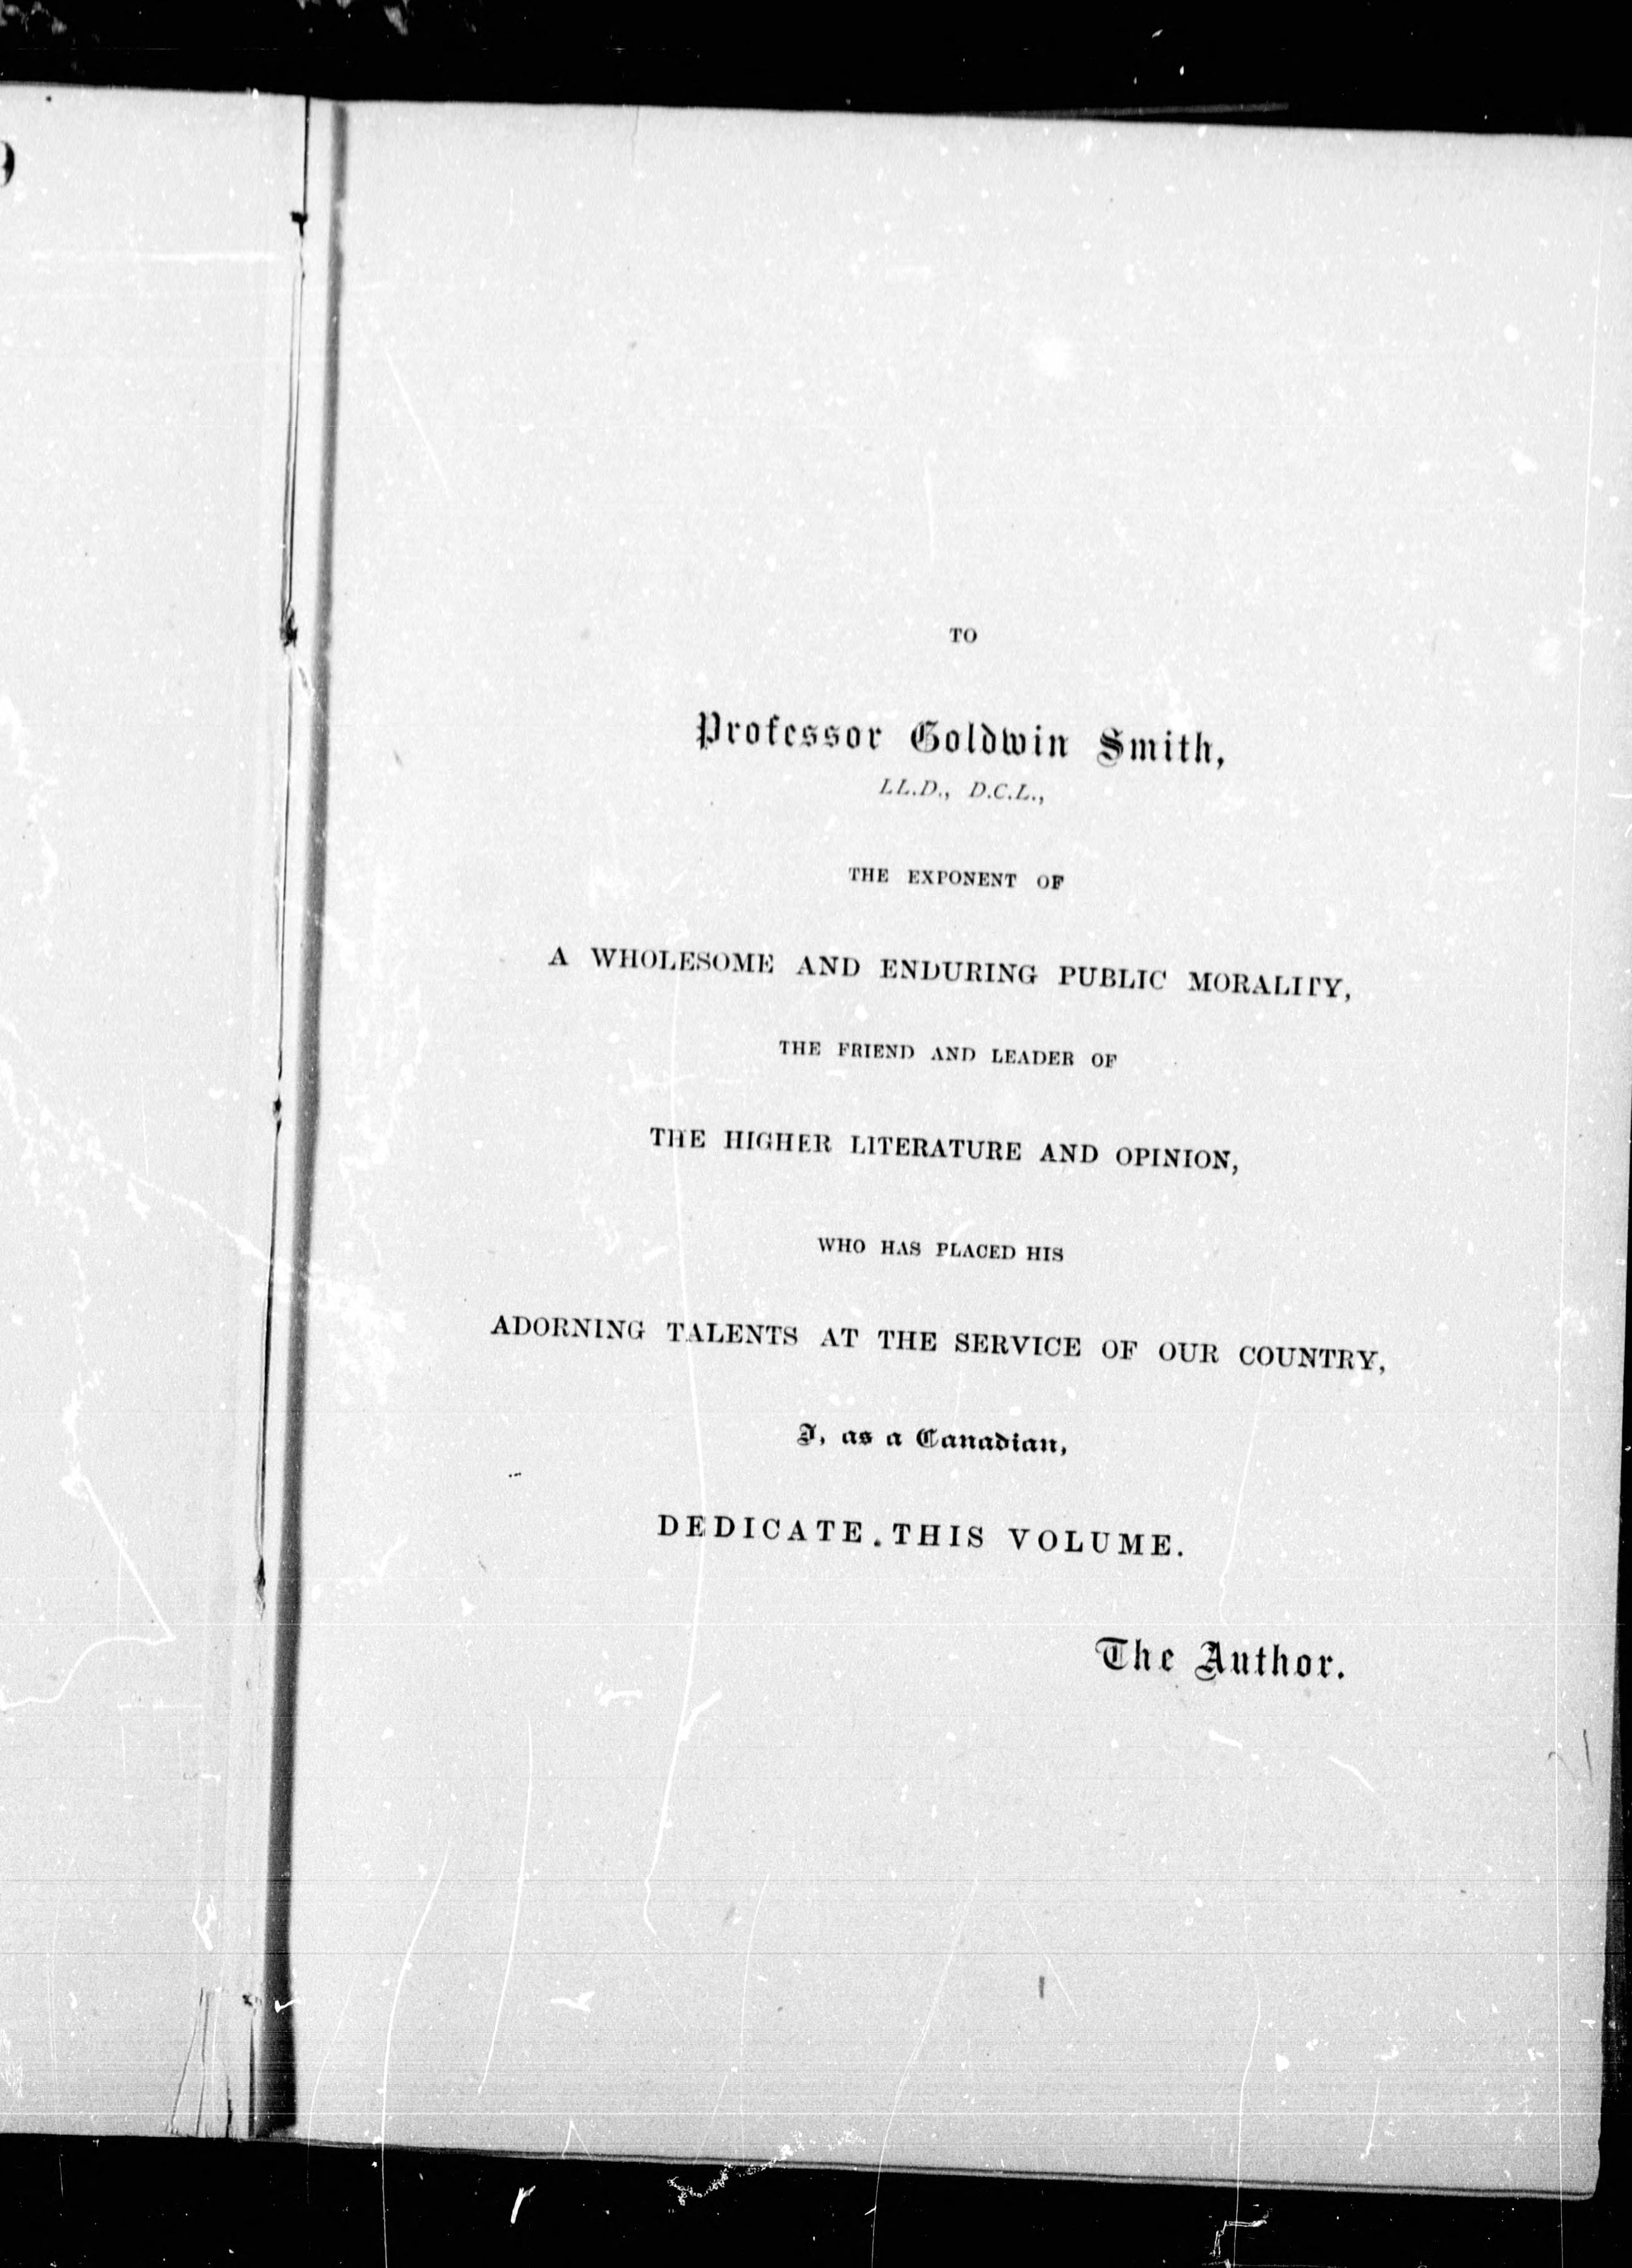 TO
Professor Goldwin Smith,
LL.D., D.C.L.,
THE EXPONENT OF
A WHOLESOME AND ENDURING PUBLIC MORALITY,
THE FRIEND AND LEADER OF
THE HIGHER LITERATURE AND OPINION,
WHO HAS PLACED HIS
ADORNING TALENTS AT THE SERVICE OF OUR COUNTRY,
I, as a Canadian,
DEDICATE THIS VOLUME.
The Author.